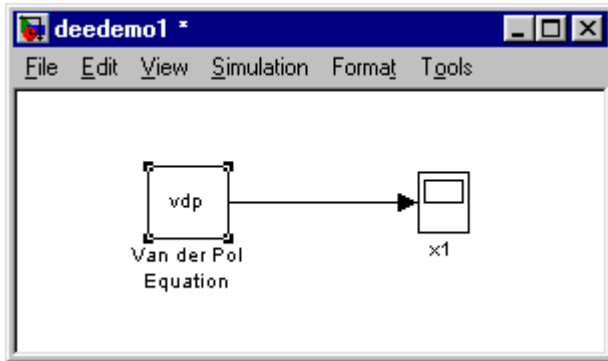 deedemo1 *
File Edit View Simulation Format Tools
vdp
Van der Pol
Equation
x1